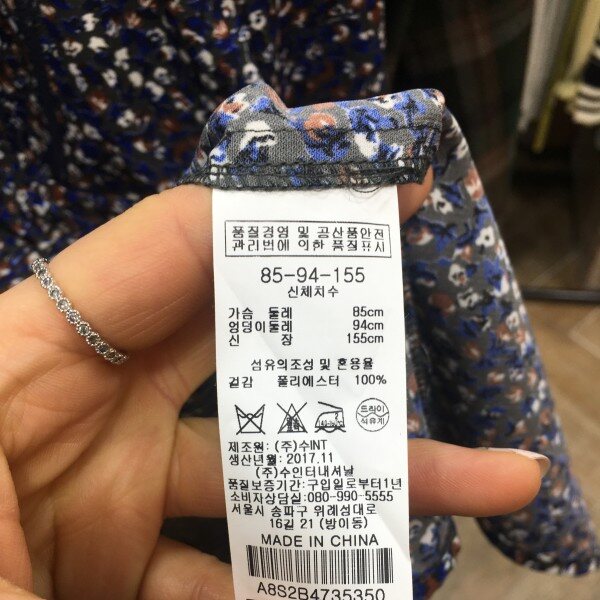 품질경영 및 공산품안전
관리법에 의한 품질표시
85-94-155
신체치수
가슴 둘레 85cm
엉덩이둘레 94cm
신 장 155cm
섬유의조성 및 혼용율
겉감 폴리에스터 100%
드라이
석유계
제조원: (주)수INT
생산년월: 2017.11
(주)수인터내셔날
품질보증기간:구입일로부터1년
소비자상담실:080-990-5555
서울시 송파구 위례성대로
16길 21 (방이동)
MADE IN CHINA
A8S2B4735350